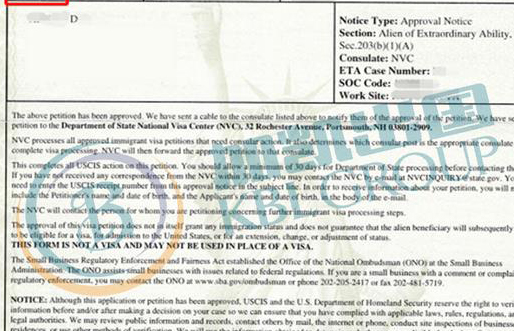 D
Notice Type: Approval Notice
Section: Alien of Extraordinary Ability,
Sec.203(b)(1)(A)
Consulate: NVC
ETA Case Number:
SOC Code:
Work Site:
The above petition has been approved. We have sent a cable to the consulate listed above to notify them of the approval of the petition. We have se
petition to the Department of State National Visa Center (NVC), 32 Rochester Avenue, Portsmouth, NH 03801-2909.
NVC processes all approved immigrant visa petitions that need consular action. It also determines which consular is the appropriate consulate
complete visa processing. NVC will then forward the approved petition to that consulate.
This completes all USCIS action on this petition. You should allow a minimum of 30 days for Department of State processing before contacting th
If you have not received any correspondence from the NVC within 30 days, you may contact the NVC by e-mail at NVCINQUIRY@state.gov. Yo
need to enter the USCIS receipt number from this approval notice in the subject line. In order to receive information about your petition, you will n
include the Petitioner's name and date of birth, and the Applicant's name and date of birth, in the body of the e-mail.
The NVC will contact the person for whom you are petitioning concerning further immigrant visa processing steps.
The approval of this visa petition does not in itself grant any immigration status and does not guarantee that the alien beneficiary will subsequently
to be eligible for a visa, for admission to the United States, or for an extension, change, or adjustment of status.
THIS FORM IS NOT A VISA AND MAY NOT BE USED IN PLACE OF A VISA.
The Small Business Regulatory Enforcement and Fairness Act established the Office of the National Ombudsman (ONO) at the Small Business
Administration. The ONO assists small businesses with issues related to federal regulations. If you are a small business with a comment or complai
regulatory enforcement, you may contact the ONO at www.sba.gov/ombudsman or phone 202-205-2417 or fax 202-481-5719.
NOTICE: Although this application or petition has been approved, USCIS and the U.S. Department of Homeland Security reserve the right to veri
information before and/or after making a decision on your case so we can ensure that you have complied with applicable laws, rules, regulations, an
legal authorities. We may review public information and records, contact others by mail, the internet or phone, conduct site inspections of business
residences, or use other methods of verification. We will use the information
KBL GROUP